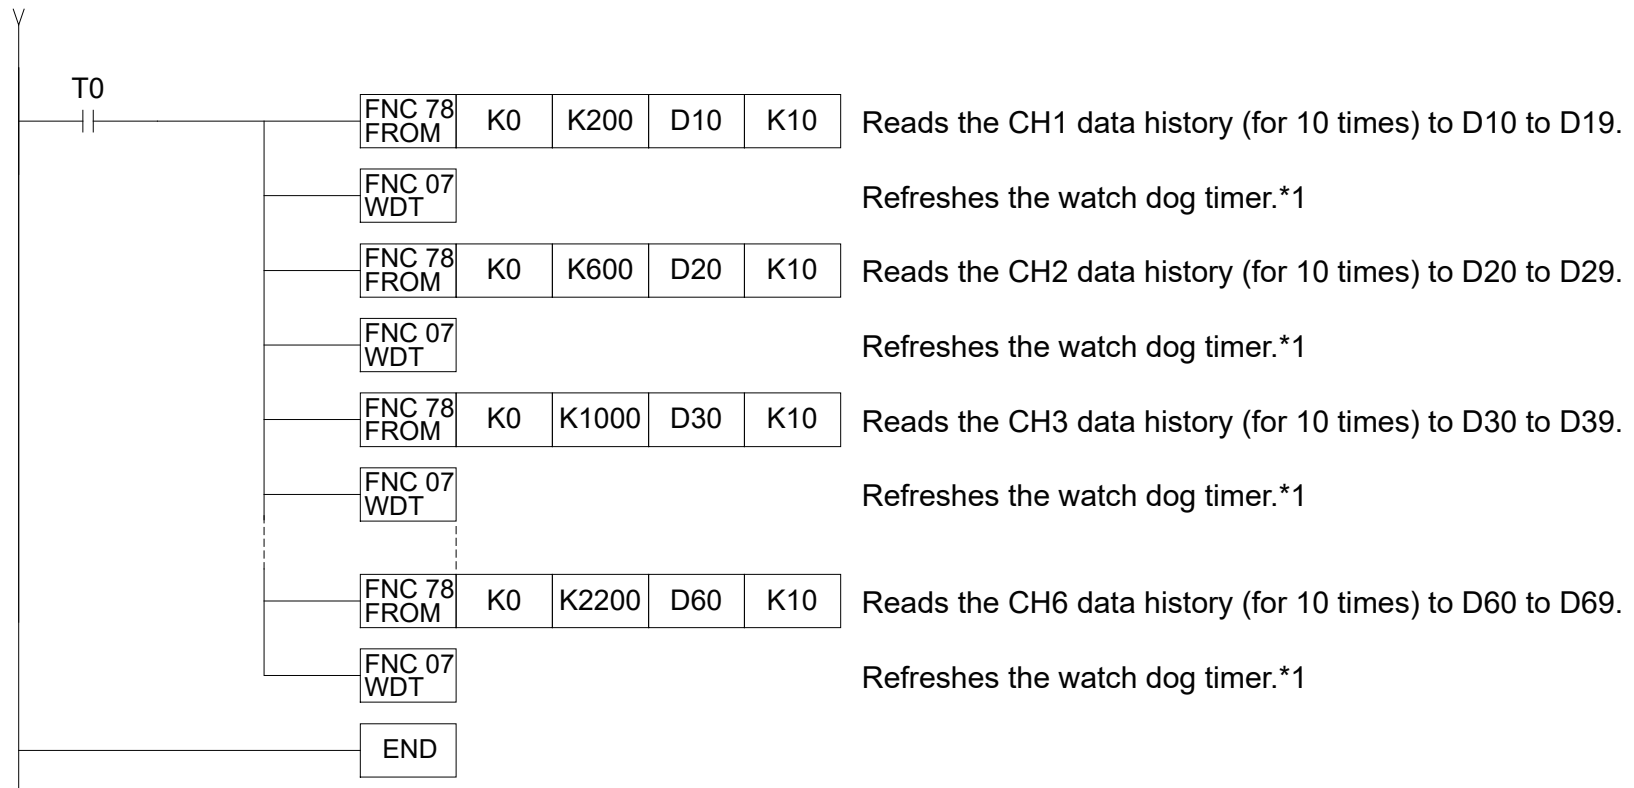 T0
FNC 78 FROM K0 K200 D10 K10 Reads the CH1 data history (for 10 times) to D10 to D19.
FNC 07 WDT Refreshes the watch dog timer.*1
FNC 78 FROM K0 K600 D20 K10 Reads the CH2 data history (for 10 times) to D20 to D29.
FNC 07 WDT Refreshes the watch dog timer.*1
FNC 78 FROM K0 K1000 D30 K10 Reads the CH3 data history (for 10 times) to D30 to D39.
FNC 07 WDT Refreshes the watch dog timer.*1
FNC 78 FROM K0 K2200 D60 K10 Reads the CH6 data history (for 10 times) to D60 to D69.
FNC 07 WDT Refreshes the watch dog timer.*1
END